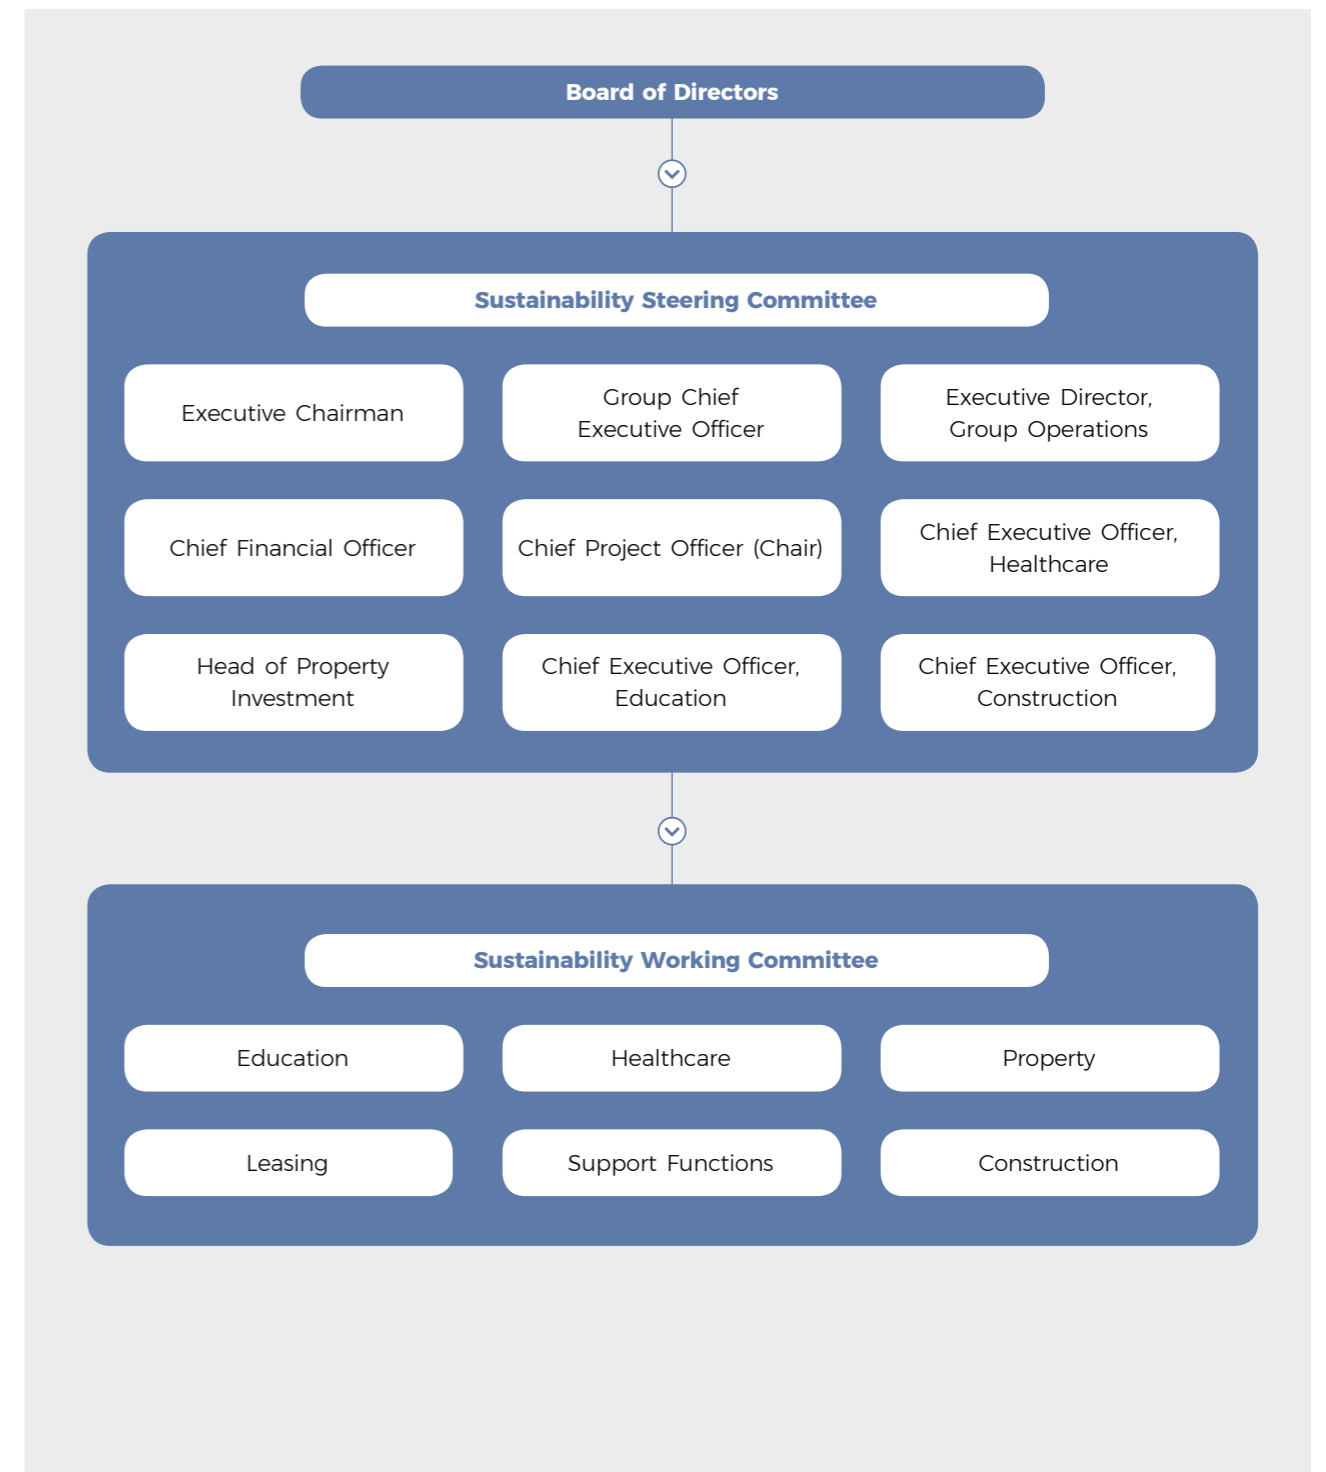 Board of Directors
Sustainability Steering Committee
Executive Chairman
Group Chief
Executive Officer
Executive Director,
Group Operations
Chief Financial Officer
Chief Project Officer (Chair)
Chief Executive Officer,
Healthcare
Head of Property
Investment
Chief Executive Officer,
Education
Chief Executive Officer,
Construction
Sustainability Working Committee
Education
Healthcare
Property
Leasing
Support Functions
Construction